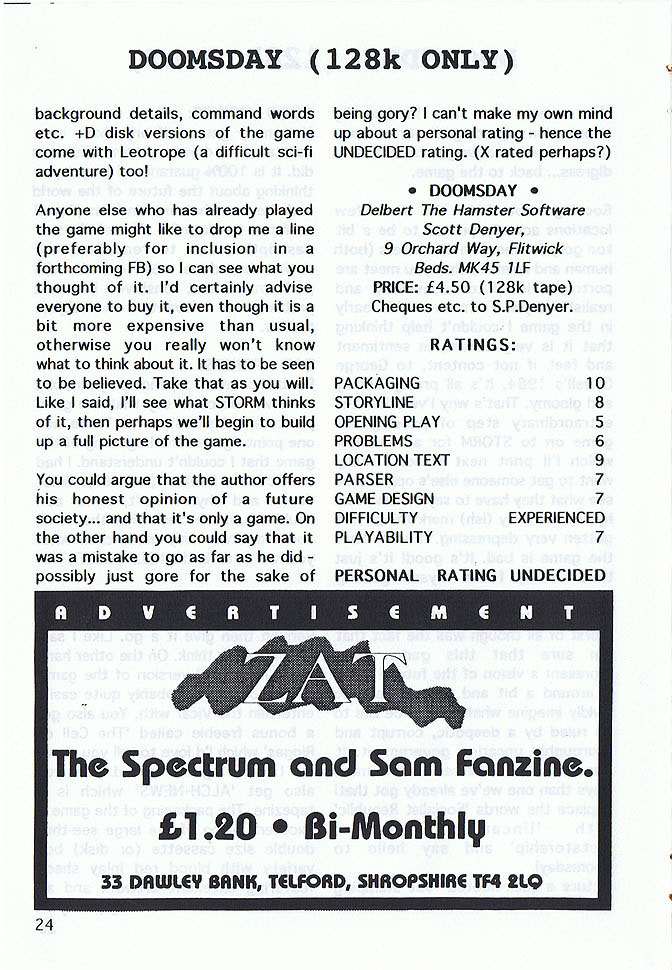 DOOMSDAY (128k ONLY)
background details, command words
etc. +D disk versions of the game
come with Leotrope (a difficult sci-fi
adventure) too!
Anyone else who has already played
the game might like to drop me a line
(preferably for inclusion in a
forthcoming FB) so I can see what you
thought of it. I'd certainly advise
everyone to buy it, even though it is a
bit more expensive than usual,
otherwise you really won't know
what to think about it. It has to be seen
to be believed. Take that as you will.
Like I said, I'll see what STORM thinks
of it, then perhaps we'll begin to build
up a full picture of the game.
You could argue that the author offers
his honest opinion of a future
society... and that it's only a game. On
the other hand you could say that it
was a mistake to go as far as he did -
possibly just gore for the sake of
being gory? I can't make my own mind
up about a personal rating - hence the
UNDECIDED rating. (X rated perhaps?)
• DOOMSDAY •
Delbert The Hamster Software
Scott Denyer,
9 Orchard Way, Flitwick
Beds. MK45 1LF
PRICE: £4.50 (128k tape)
Cheques etc. to S.P.Denyer.
RATINGS:
PACKAGING 10
STORYLINE 8
OPENING PLAY 5
PROBLEMS 6
LOCATION TEXT 9
PARSER 7
GAME DESIGN 7
DIFFICULTY EXPERIENCED
PLAYABILITY 7
PERSONAL RATING UNDECIDED
ADVERTISEMENT
ZAT
The Spectrum and Sam Fanzine.
£1.20 • Bi-Monthly
33 DAWLEY BANK, TELFORD, SHROPSHIRE TF4 2LQ
24